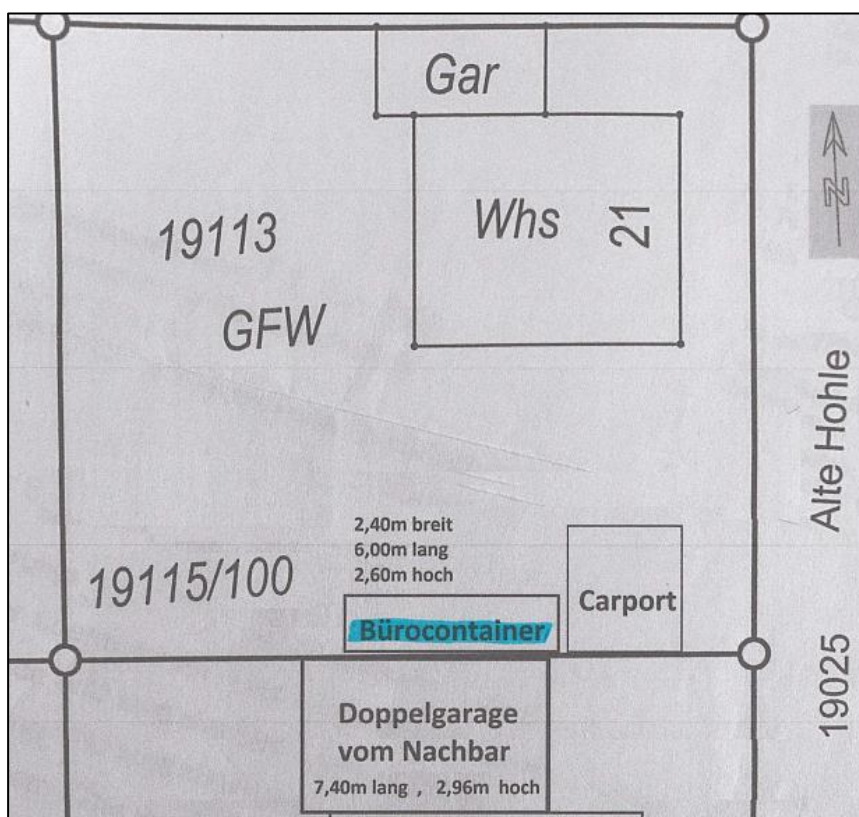 Gar
Whs
21
19113
GFW
N
Alte Hohle
2,40m breit
6,00m lang
2,60m hoch
19115/100
Bürocontainer
Carport
19025
Doppelgarage
vom Nachbar
7,40m lang , 2,96m hoch